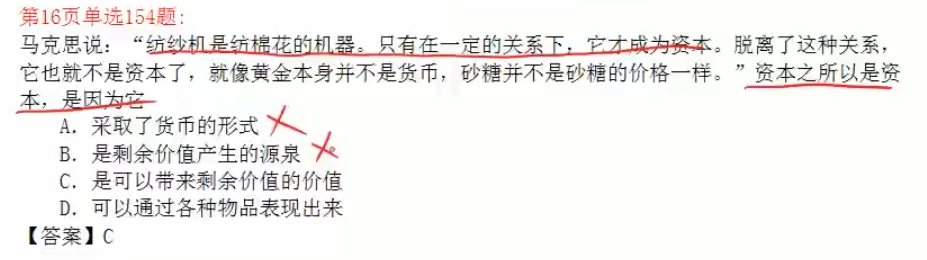 第16页单选154题:
马克思说：“纺纱机是纺棉花的机器。只有在一定的关系下，它才成为资本。脱离了这种关系，
它也就不是资本了，就像黄金本身并不是货币，砂糖并不是砂糖的价格一样。”资本之所以是资
本，是因为它
A. 采取了货币的形式
B. 是剩余价值产生的源泉
C. 是可以带来剩余价值的价值
D. 可以通过各种物品表现出来
【答案】C